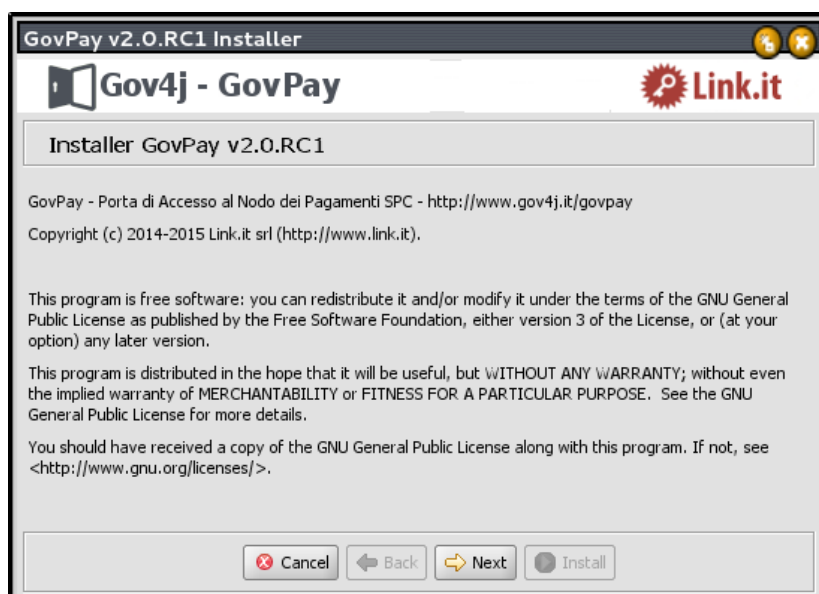 GovPay v2.0.RC1 Installer
Gov4j - GovPay
Link.it
Installer GovPay v2.0.RC1
GovPay - Porta di Accesso al Nodo dei Pagamenti SPC - http://www.gov4j.it/govpay
Copyright (c) 2014-2015 Link.it srl (http://www.link.it).
This program is free software: you can redistribute it and/or modify it under the terms of the GNU General
Public License as published by the Free Software Foundation, either version 3 of the License, or (at your
option) any later version.
This program is distributed in the hope that it will be useful, but WITHOUT ANY WARRANTY; without even
the implied warranty of MERCHANTABILITY or FITNESS FOR A PARTICULAR PURPOSE.  See the GNU
General Public License for more details.
You should have received a copy of the GNU General Public License along with this program. If not, see
<http://www.gnu.org/licenses/>.
Cancel Back Next Install